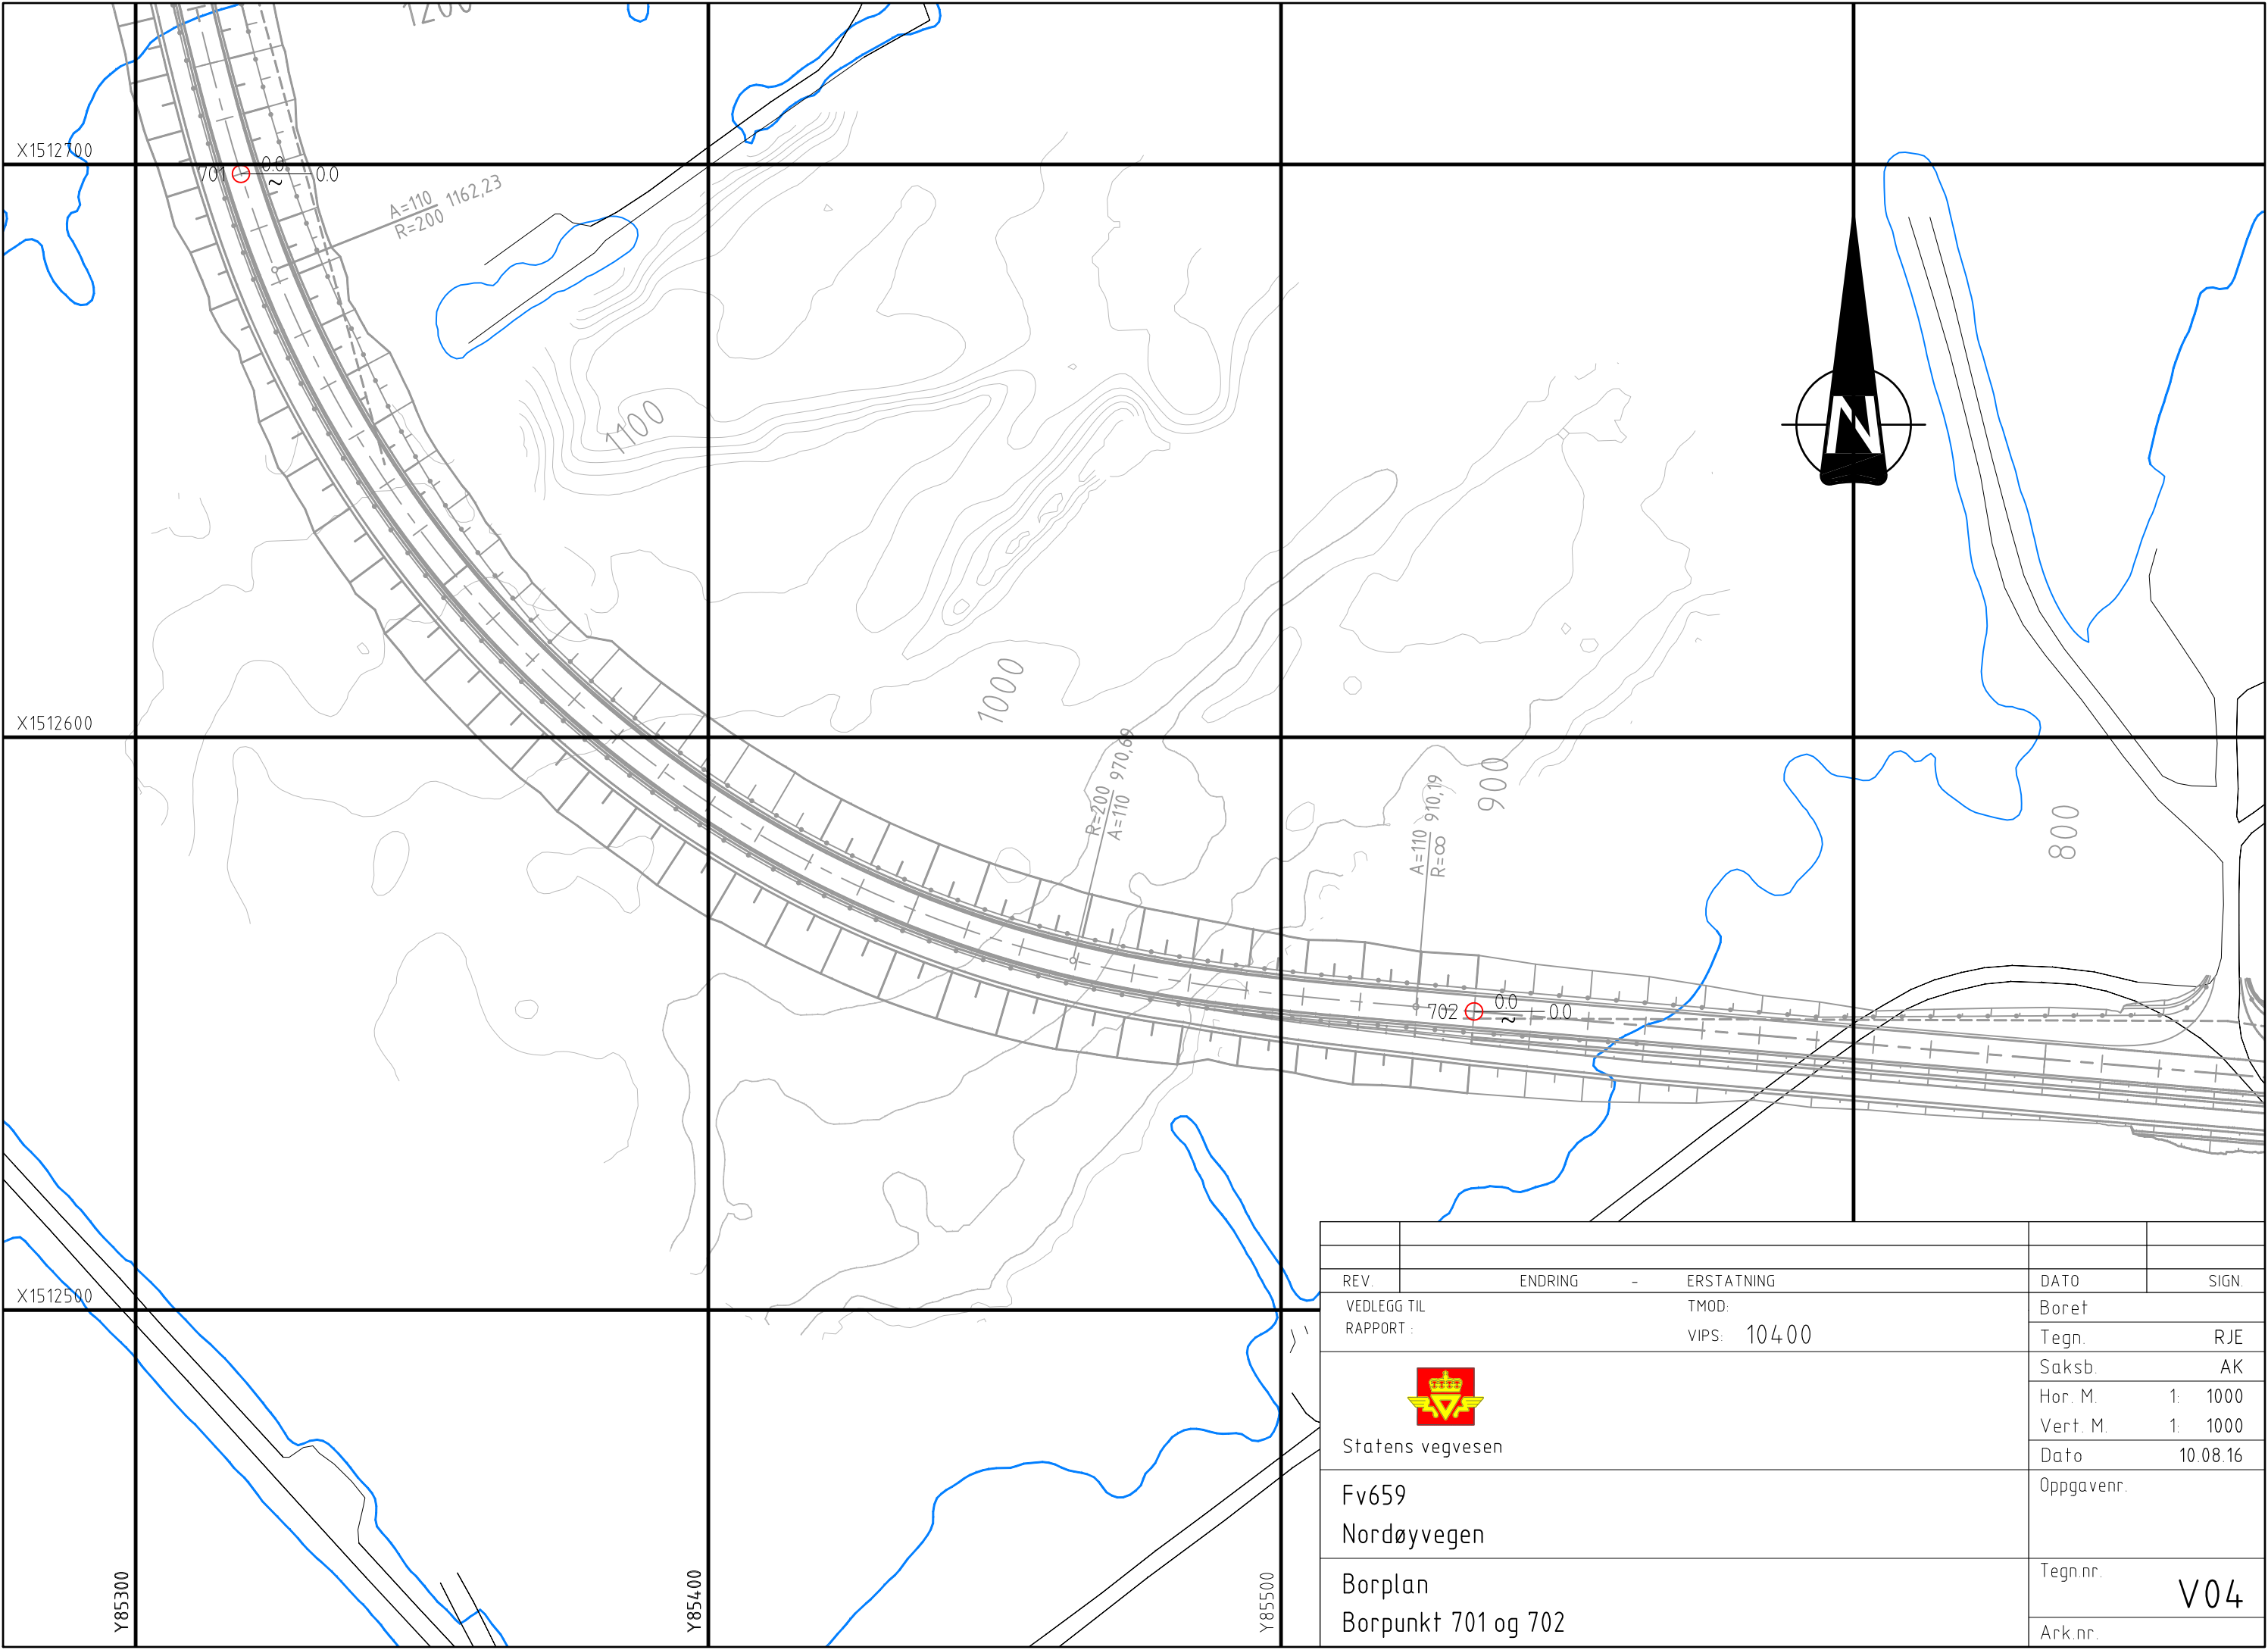 1200
X1512700
701 0.0 ~ 0.0
A=110 1162,23
R=200
1100
N
X1512600
1000
R=200 970,69
A=110
A=110 910,19
R=∞
900
800
702 0.0 ~ 0.0
X1512500
Y85300
Y85400
Y85500
REV. ENDRING - ERSTATNING DATO SIGN.
VEDLEGG TIL TMOD:
RAPPORT : VIPS: 10400
Boret
Tegn. RJE
Saksb. AK
Hor. M. 1: 1000
Vert. M. 1: 1000
Dato 10.08.16
Statens vegvesen
Oppgavenr.
Fv659
Nordøyvegen
Borplan
Borpunkt 701 og 702
Tegn.nr.
V04
Ark.nr.